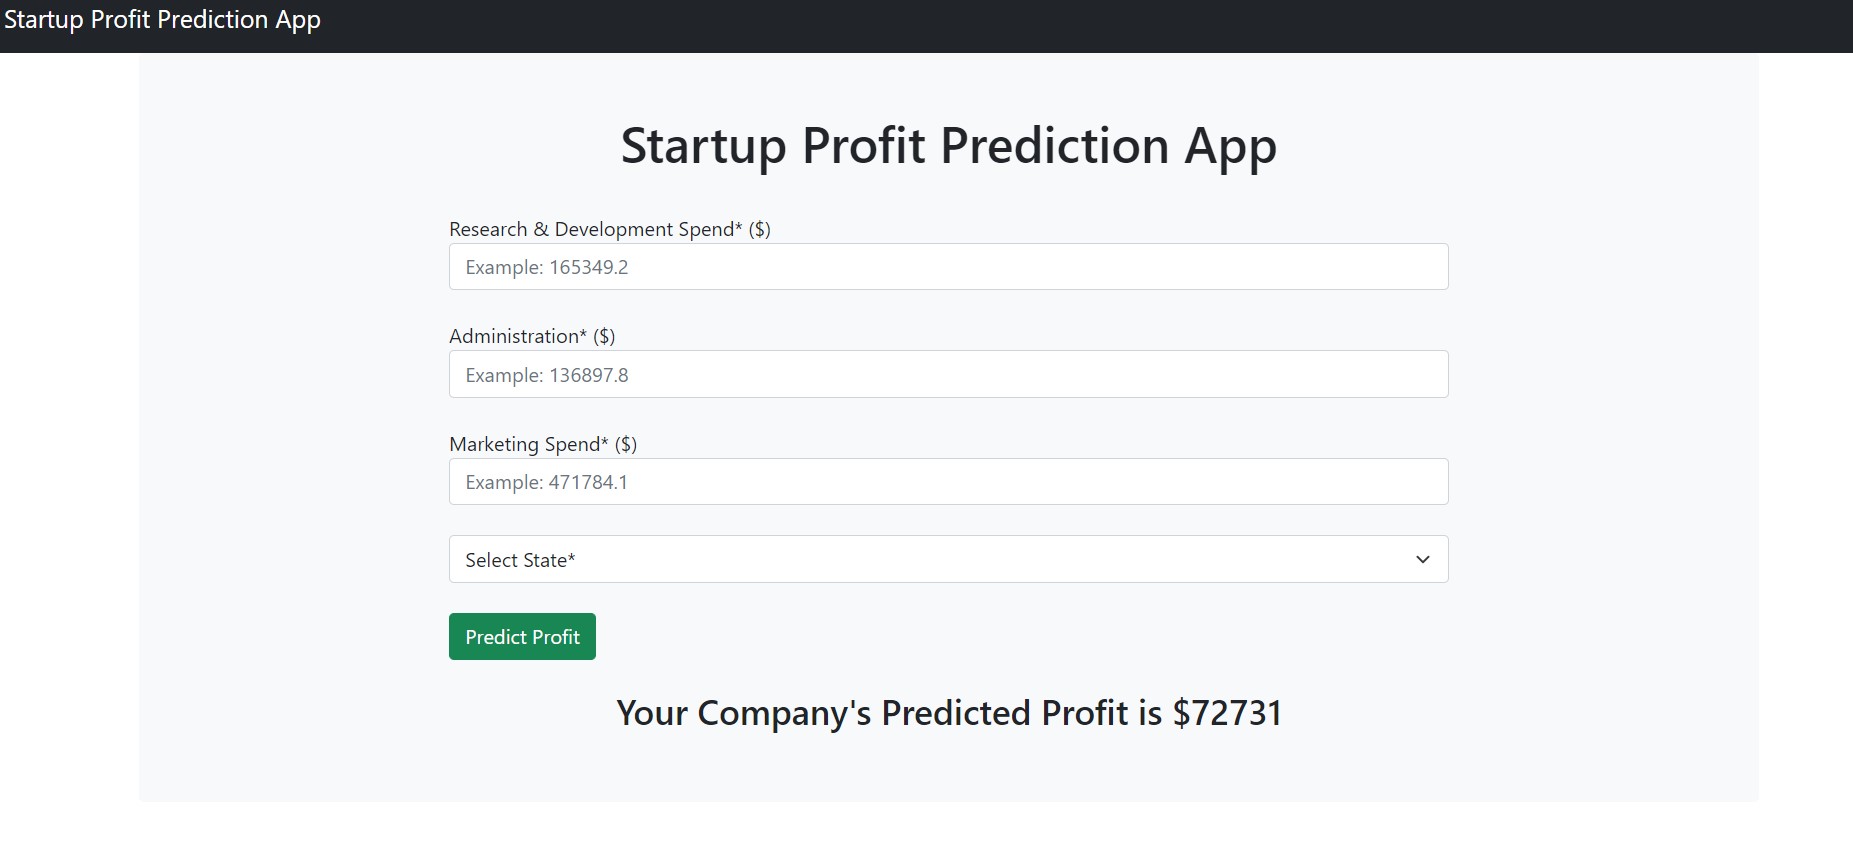 Startup Profit Prediction App
Startup Profit Prediction App
Research & Development Spend* ($)
Example: 165349.2
Administration* ($)
Example: 136897.8
Marketing Spend* ($)
Example: 471784.1
Select State*
Predict Profit
Your Company's Predicted Profit is $72731